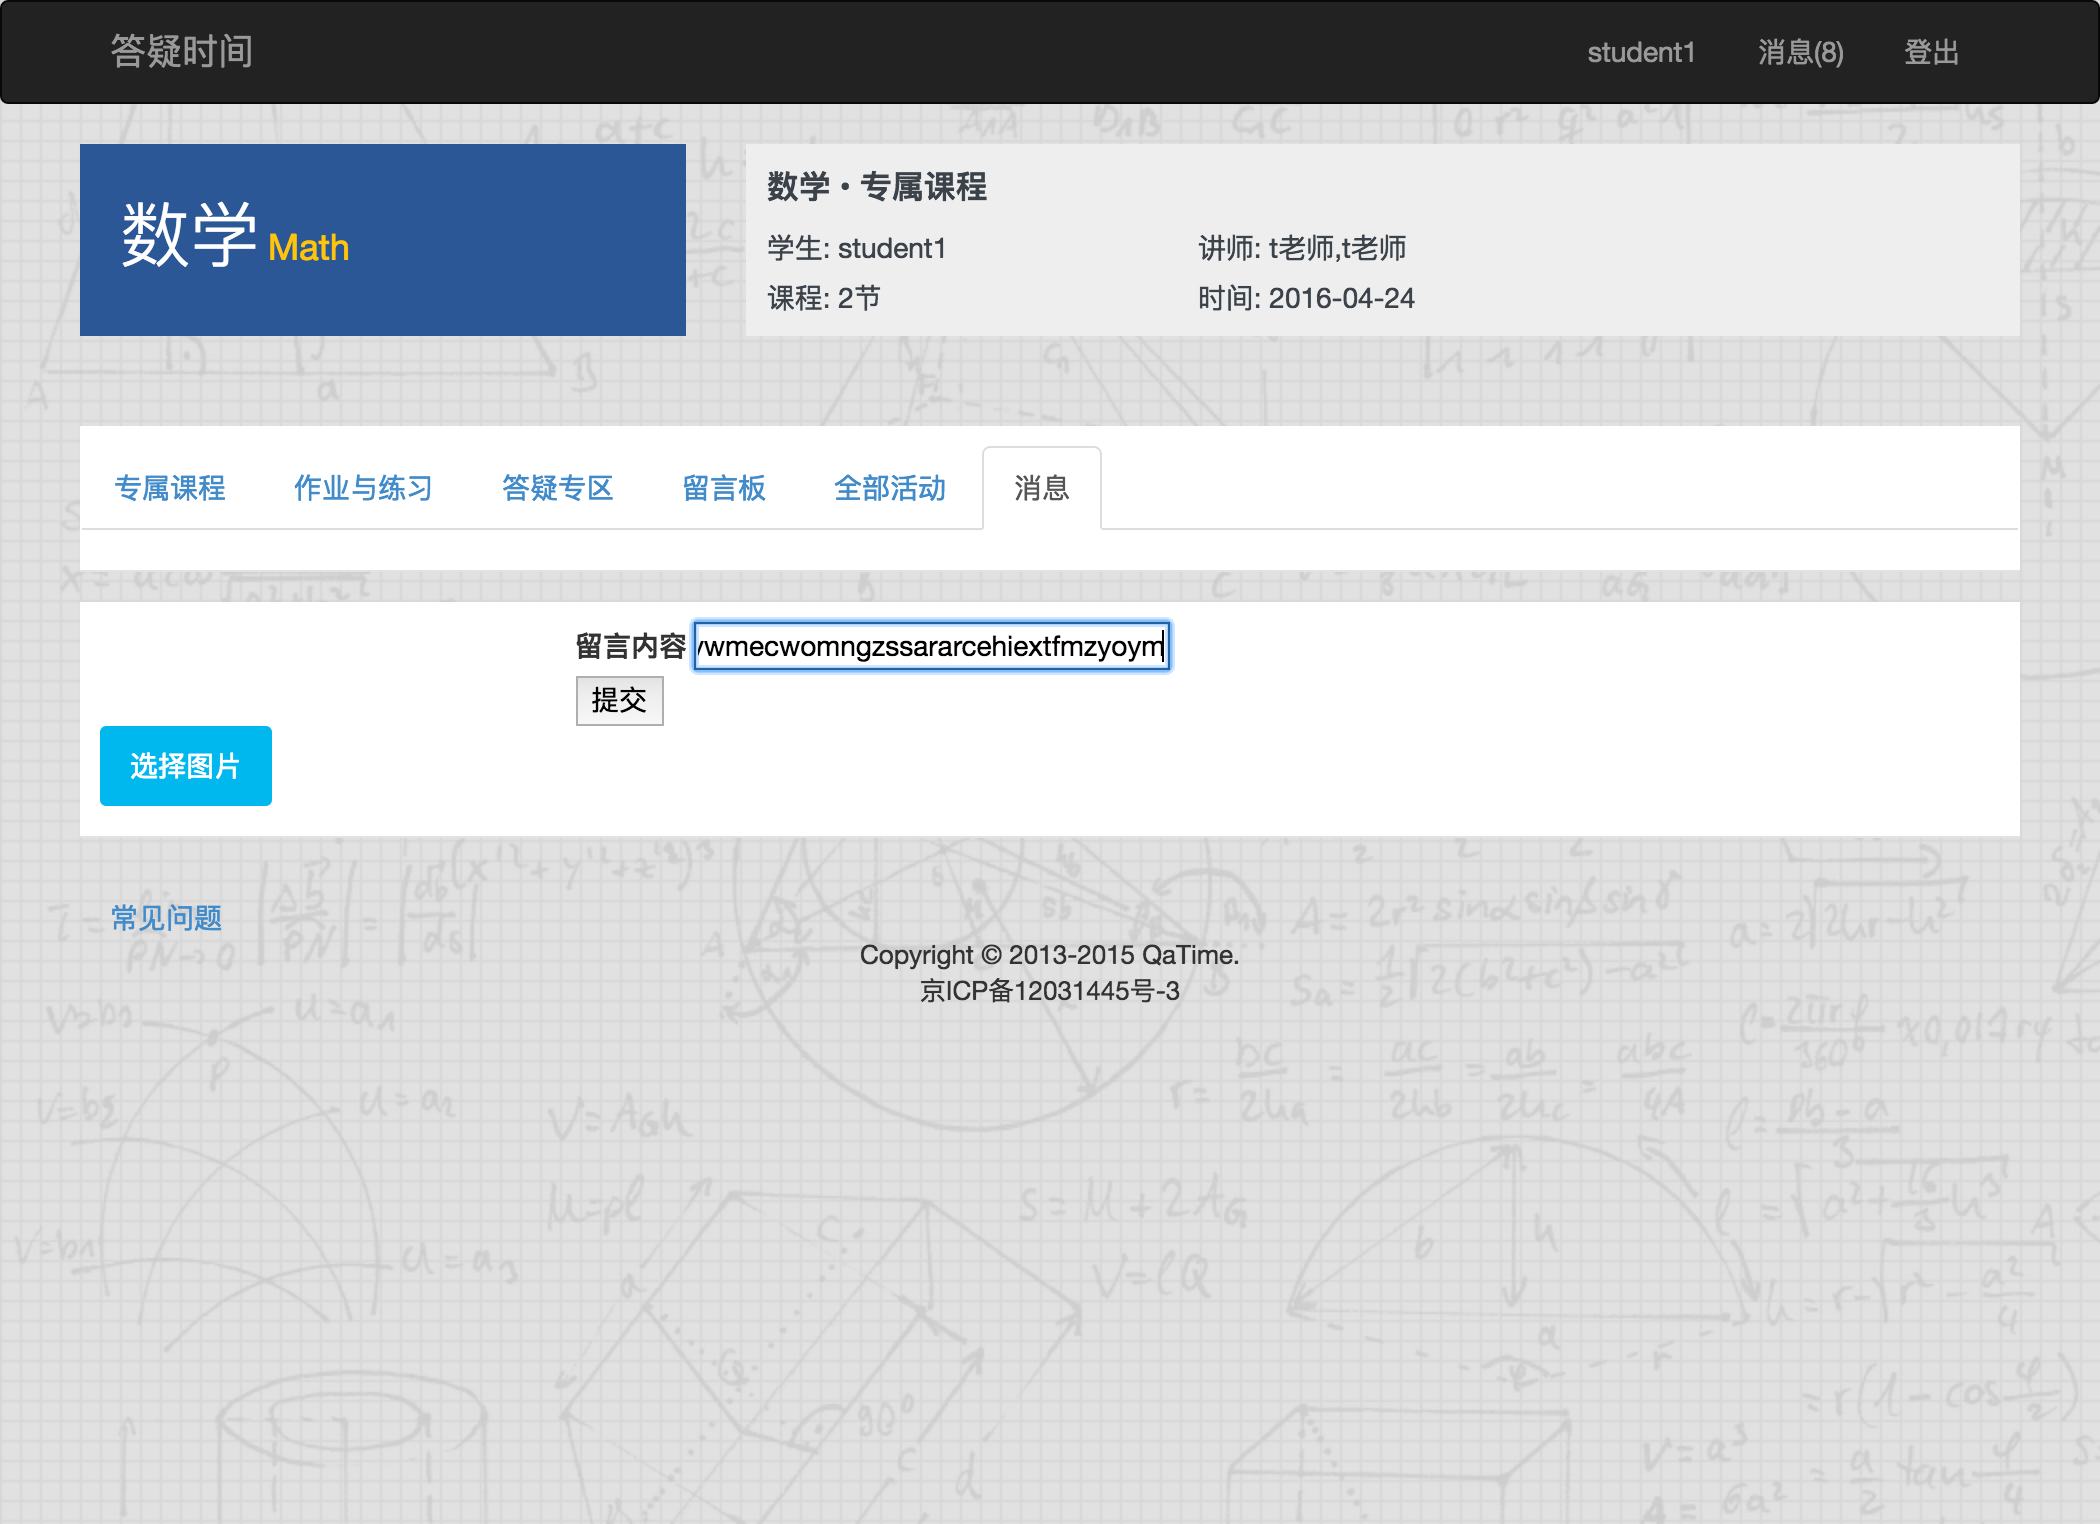 答疑时间 student1 消息(8) 登出
数学 Math
数学 · 专属课程
学生: student1 讲师: t老师,t老师
课程: 2节 时间: 2016-04-24
专属课程 作业与练习 答疑专区 留言板 全部活动 消息
留言内容 wmecwomngzssararcehiextfmzyoym
提交
选择图片
常见问题
Copyright © 2013-2015 QaTime.
京ICP备12031445号-3